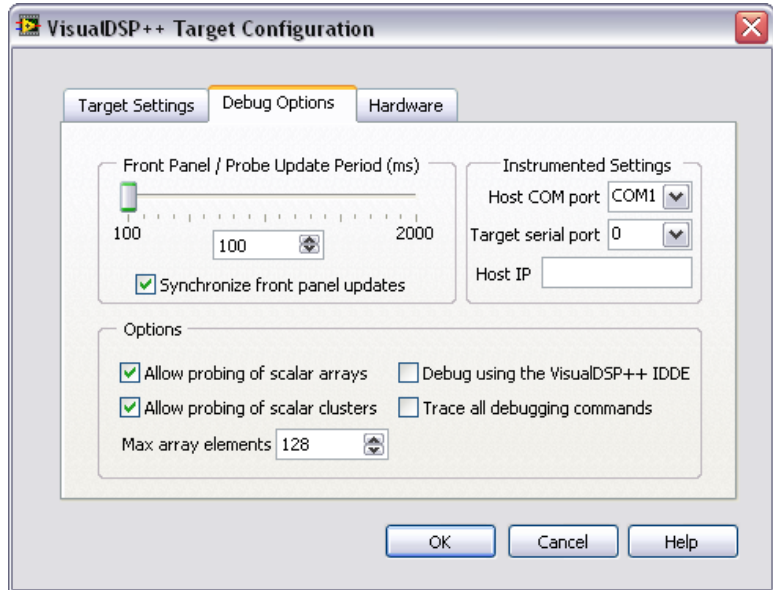 VisualDSP++ Target Configuration
Target Settings
Debug Options
Hardware
Front Panel / Probe Update Period (ms)
100
2000
100
Synchronize front panel updates
Instrumented Settings
Host COM port COM1
Target serial port 0
Host IP
Options
Allow probing of scalar arrays
Debug using the VisualDSP++ IDDE
Allow probing of scalar clusters
Trace all debugging commands
Max array elements 128
OK
Cancel
Help